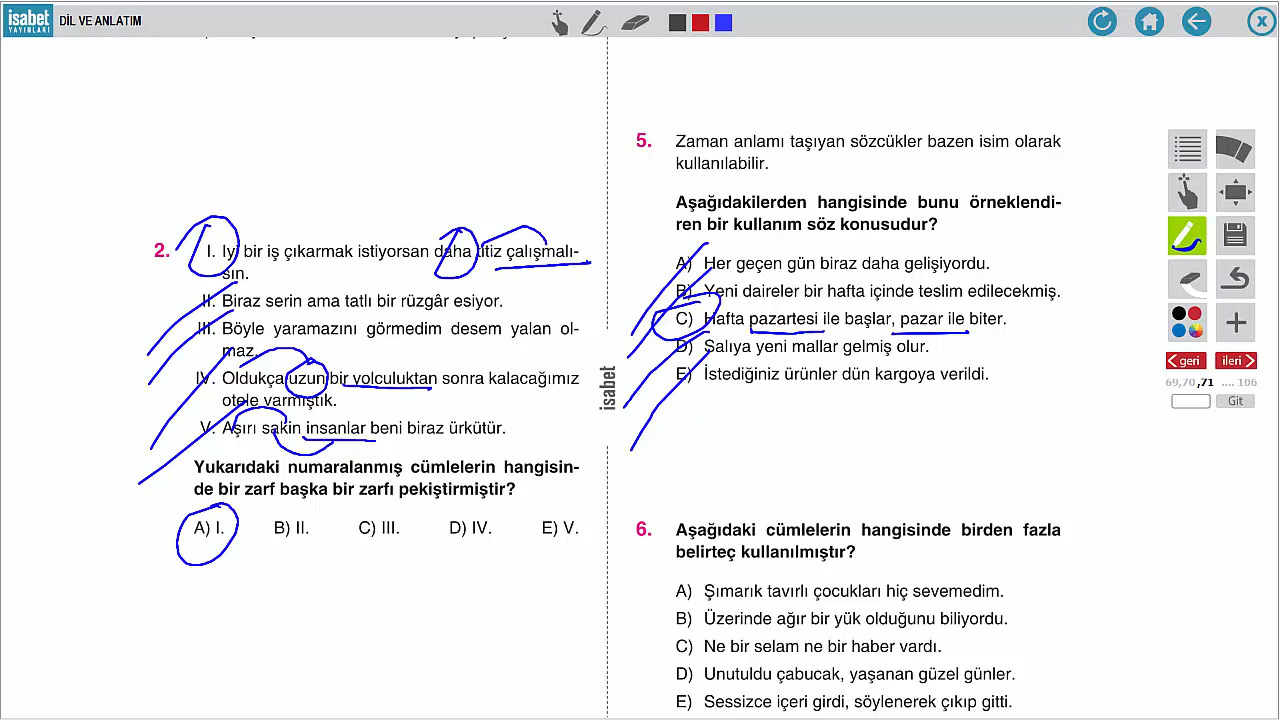 isabet
YAYINLARI
DİL VE ANLATIM
2. I. İyi bir iş çıkarmak istiyorsan daha titiz çalışmalı-
sın.
II. Biraz serin ama tatlı bir rüzgâr esiyor.
III. Böyle yaramazını görmedim desem yalan ol-
maz.
IV. Oldukça uzun bir yolculuktan sonra kalacağımız
otele varmıştık.
V. Aşırı sakin insanlar beni biraz ürkütür.
Yukarıdaki numaralanmış cümlelerin hangisin-
de bir zarf başka bir zarfı pekiştirmiştir?
A) I. B) II. C) III. D) IV. E) V.
isabet
5. Zaman anlamı taşıyan sözcükler bazen isim olarak
kullanılabilir.
Aşağıdakilerden hangisinde bunu örneklendi-
ren bir kullanım söz konusudur?
A) Her geçen gün biraz daha gelişiyordu.
B) Yeni daireler bir hafta içinde teslim edilecekmiş.
C) Hafta pazartesi ile başlar, pazar ile biter.
D) Salıya yeni mallar gelmiş olur.
E) İstediğiniz ürünler dün kargoya verildi.
6. Aşağıdaki cümlelerin hangisinde birden fazla
belirteç kullanılmıştır?
A) Şımarık tavırlı çocukları hiç sevemedim.
B) Üzerinde ağır bir yük olduğunu biliyordu.
C) Ne bir selam ne bir haber vardı.
D) Unutuldu çabucak, yaşanan güzel günler.
E) Sessizce içeri girdi, söylenerek çıkıp gitti.
geri ileri
69,70,71 .... 106
Git